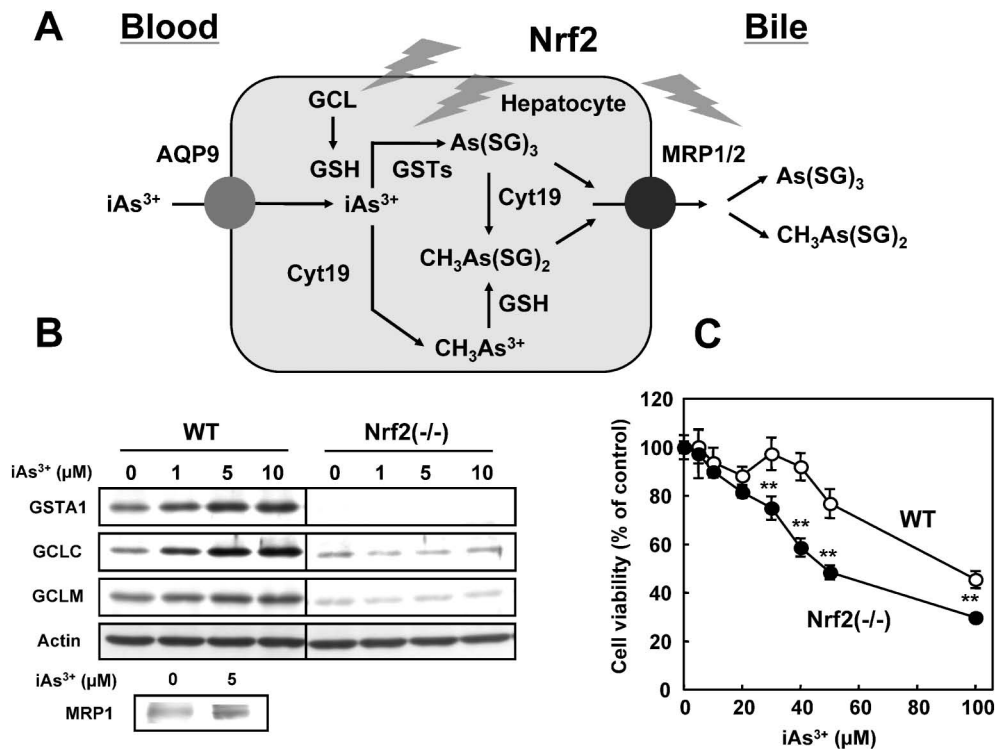 A
Blood
Nrf2
Bile
GCL
Hepatocyte
AQP9
GSH
GSTs
As(SG)₃
MRP1/2
As(SG)₃
iAs³⁺
iAs³⁺
Cyt19
CH₃As(SG)₂
Cyt19
CH₃As(SG)₂
GSH
CH₃As³⁺
B
WT
Nrf2(-/-)
iAs³⁺ (μM) 0 1 5 10 0 1 5 10
GSTA1
GCLC
GCLM
Actin
iAs³⁺ (μM) 0 5
MRP1
C
Cell viability (% of control)
120
100
80
60
40
20
0
**
**
**
**
WT
Nrf2(-/-)
0 20 40 60 80 100
iAs³⁺ (μM)